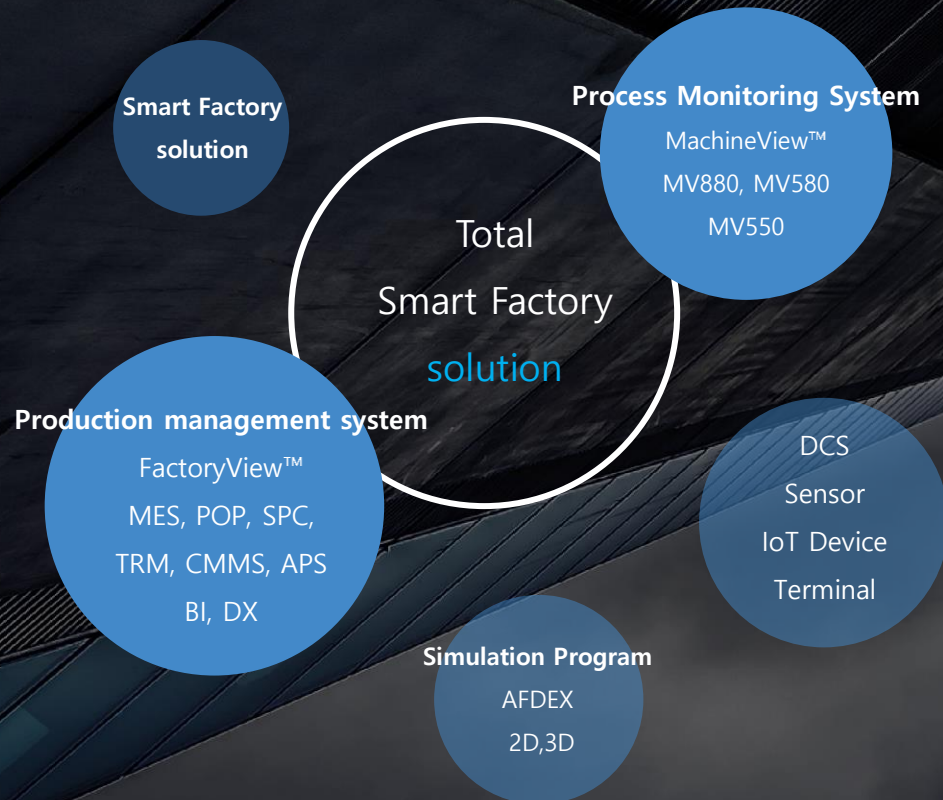 Smart Factory
solution
Process Monitoring System
MachineView™
MV880, MV580
MV550
Total
Smart Factory
solution
Production management system
FactoryView™
MES, POP, SPC,
TRM, CMMS, APS
BI, DX
DCS
Sensor
IoT Device
Terminal
Simulation Program
AFDEX
2D,3D